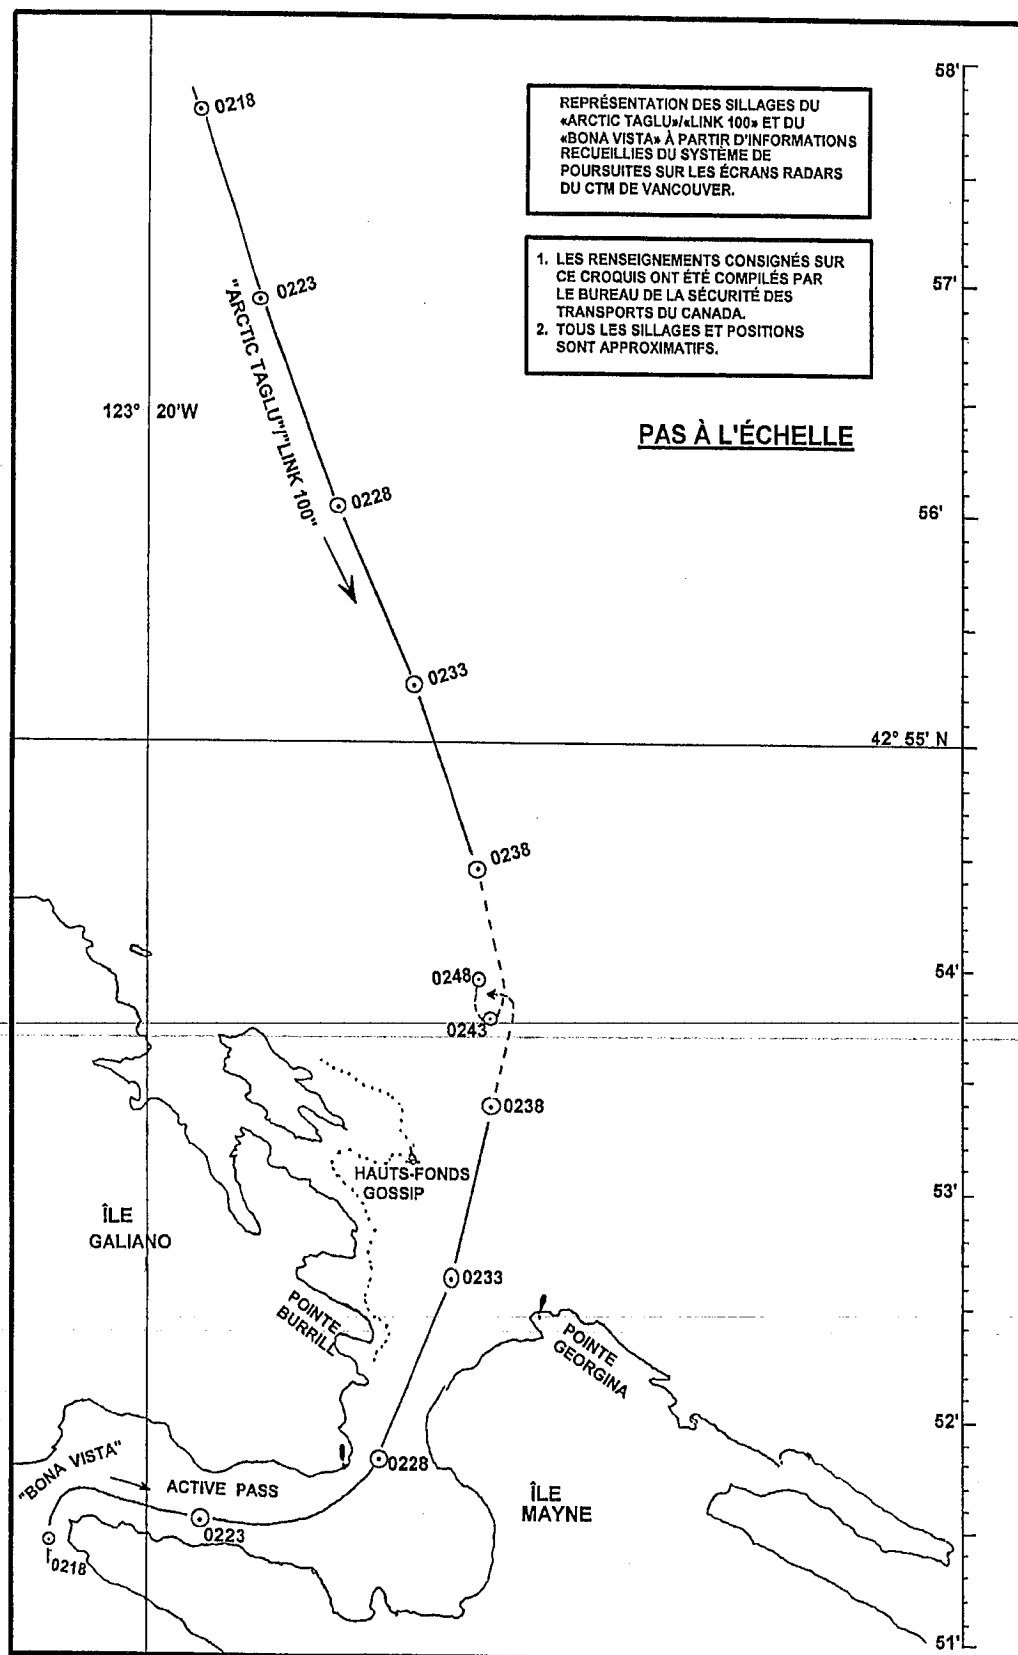 58'
0218
REPRÉSENTATION DES SILLAGES DU
«ARCTIC TAGLU»/«LINK 100» ET DU
«BONA VISTA» À PARTIR D'INFORMATIONS
RECUEILLIES DU SYSTÈME DE
POURSUITES SUR LES ÉCRANS RADARS
DU CTM DE VANCOUVER.
1. LES RENSEIGNEMENTS CONSIGNÉS SUR
CE CROQUIS ONT ÉTÉ COMPILÉS PAR
LE BUREAU DE LA SÉCURITÉ DES
TRANSPORTS DU CANADA.
2. TOUS LES SILLAGES ET POSITIONS
SONT APPROXIMATIFS.
0223
57'
"ARCTIC TAGLU"/"LINK 100"
123° 20'W
PAS À L'ÉCHELLE
0228
56'
0233
42° 55' N
0238
0248
54'
0243
0238
HAUTS-FONDS
GOSSIP
53'
ÎLE
GALIANO
0233
POINTE
BURRILL
POINTE
GEORGINA
52'
"BONA VISTA"
0228
ACTIVE PASS
ÎLE
MAYNE
0223
0218
51'